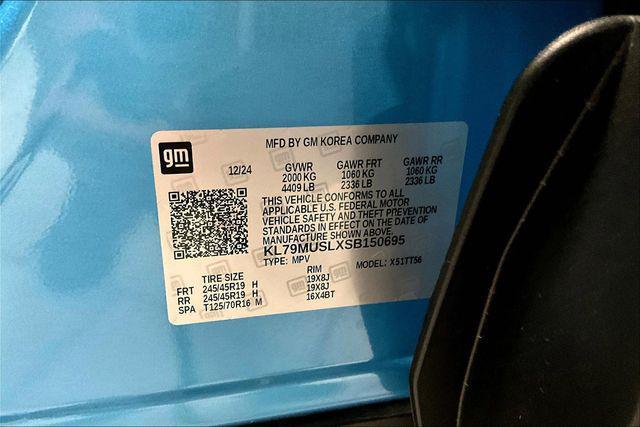 MFD BY GM KOREA COMPANY
gm
12/24 GVWR GAWR FRT GAWR RR
2000 KG 1060 KG 1060 KG
4409 LB 2336 LB 2336 LB
THIS VEHICLE CONFORMS TO ALL
APPLICABLE U.S. FEDERAL MOTOR
VEHICLE SAFETY AND THEFT PREVENTION
STANDARDS IN EFFECT ON THE DATE OF
MANUFACTURE SHOWN ABOVE.
KL79MUSLXSB150695
TYPE: MPV MODEL: X51TT56
TIRE SIZE RIM
FRT 245/45R19 H 19X8J
RR 245/45R19 H 19X8J
SPA T125/70R16 M 16X4BT